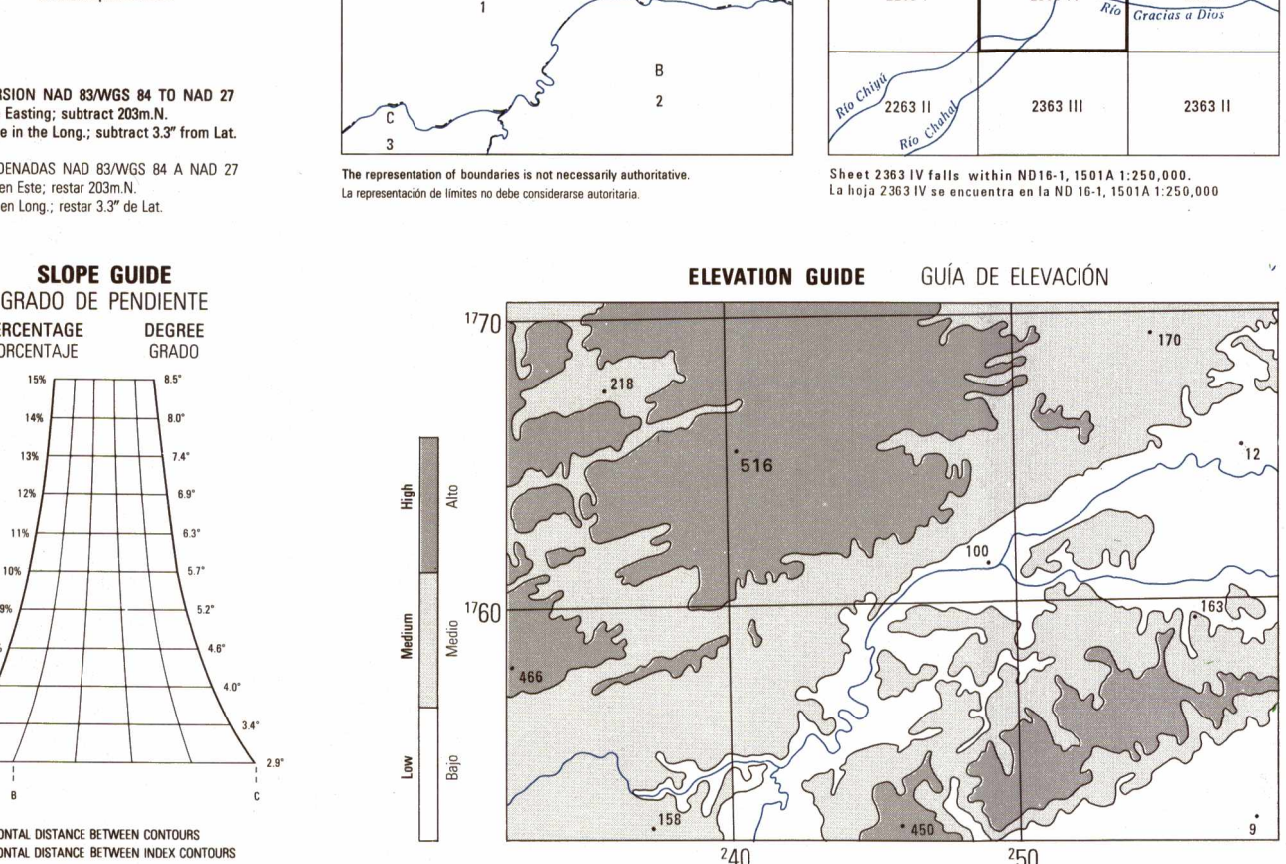 1
B
2
C
3
Río Gracias a Dios
Río Chiyú
Río Chahal
2263 II
2363 III
2363 II
RSION NAD 83/WGS 84 TO NAD 27
Easting; subtract 203m.N.
e in the Long.; subtract 3.3" from Lat.
DENADAS NAD 83/WGS 84 A NAD 27
en Este; restar 203m.N.
en Long.; restar 3.3" de Lat.
The representation of boundaries is not necessarily authoritative.
La representación de límites no debe considerarse autoritaria.
Sheet 2363 IV falls within ND16-1, 1501A 1:250,000.
La hoja 2363 IV se encuentra en la ND 16-1, 1501A 1:250,000
SLOPE GUIDE
GRADO DE PENDIENTE
ERCENTAGE DEGREE
ORCENTAJE GRADO
15% 8.5°
14% 8.0°
13% 7.4°
12% 6.9°
11% 6.3°
10% 5.7°
9% 5.2°
4.6°
4.0°
3.4°
2.9°
B C
ONTAL DISTANCE BETWEEN CONTOURS
ONTAL DISTANCE BETWEEN INDEX CONTOURS
ELEVATION GUIDE GUÍA DE ELEVACIÓN
High Alto
Medium Medio
Low Bajo
1770
1760
170
218
12
516
100
163
466
158
450
9
240 250